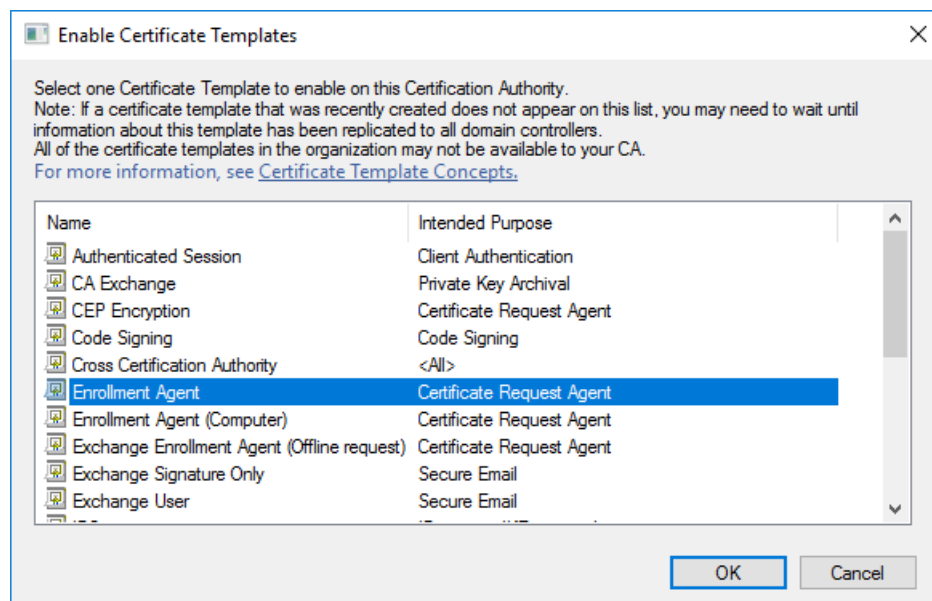 Enable Certificate Templates
Select one Certificate Template to enable on this Certification Authority.
Note: If a certificate template that was recently created does not appear on this list, you may need to wait until
information about this template has been replicated to all domain controllers.
All of the certificate templates in the organization may not be available to your CA.
For more information, see Certificate Template Concepts.
Name Intended Purpose
Authenticated Session Client Authentication
CA Exchange Private Key Archival
CEP Encryption Certificate Request Agent
Code Signing Code Signing
Cross Certification Authority <All>
Enrollment Agent Certificate Request Agent
Enrollment Agent (Computer) Certificate Request Agent
Exchange Enrollment Agent (Offline request) Certificate Request Agent
Exchange Signature Only Secure Email
Exchange User Secure Email
OK Cancel